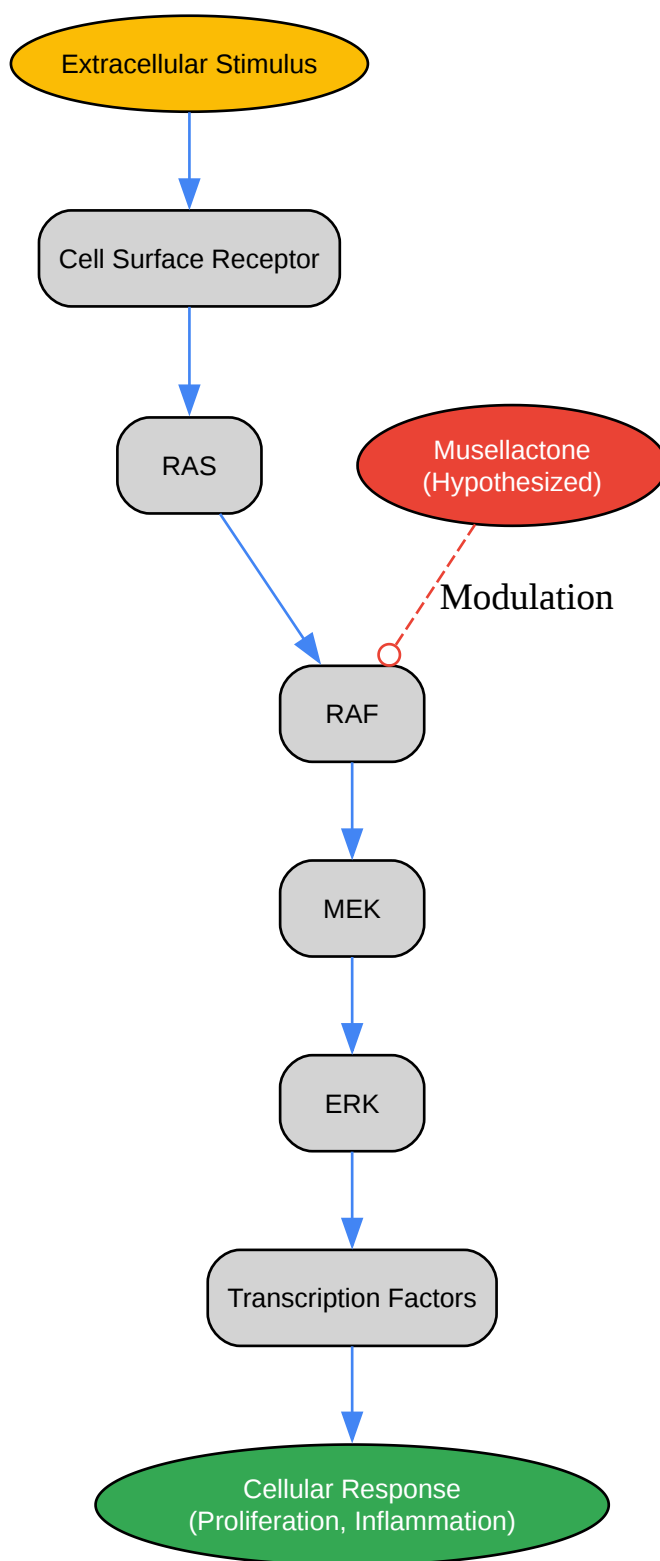 Extracellular Stimulus
Cell Surface Receptor
RAS
Musellactone
(Hypothesized)
Modulation
RAF
MEK
ERK
Transcription Factors
Cellular Response
(Proliferation, Inflammation)